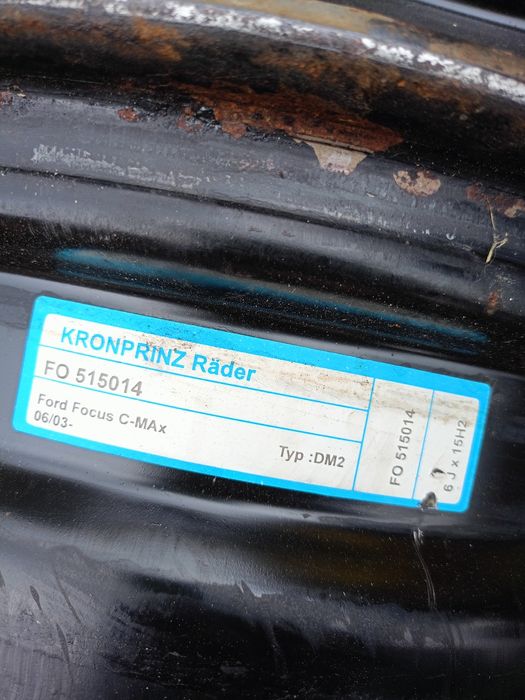 KRONPRINZ Räder
FO 515014
Ford Focus C-MAx
06/03-
Typ :DM2
FO 515014
6 J x 15H2